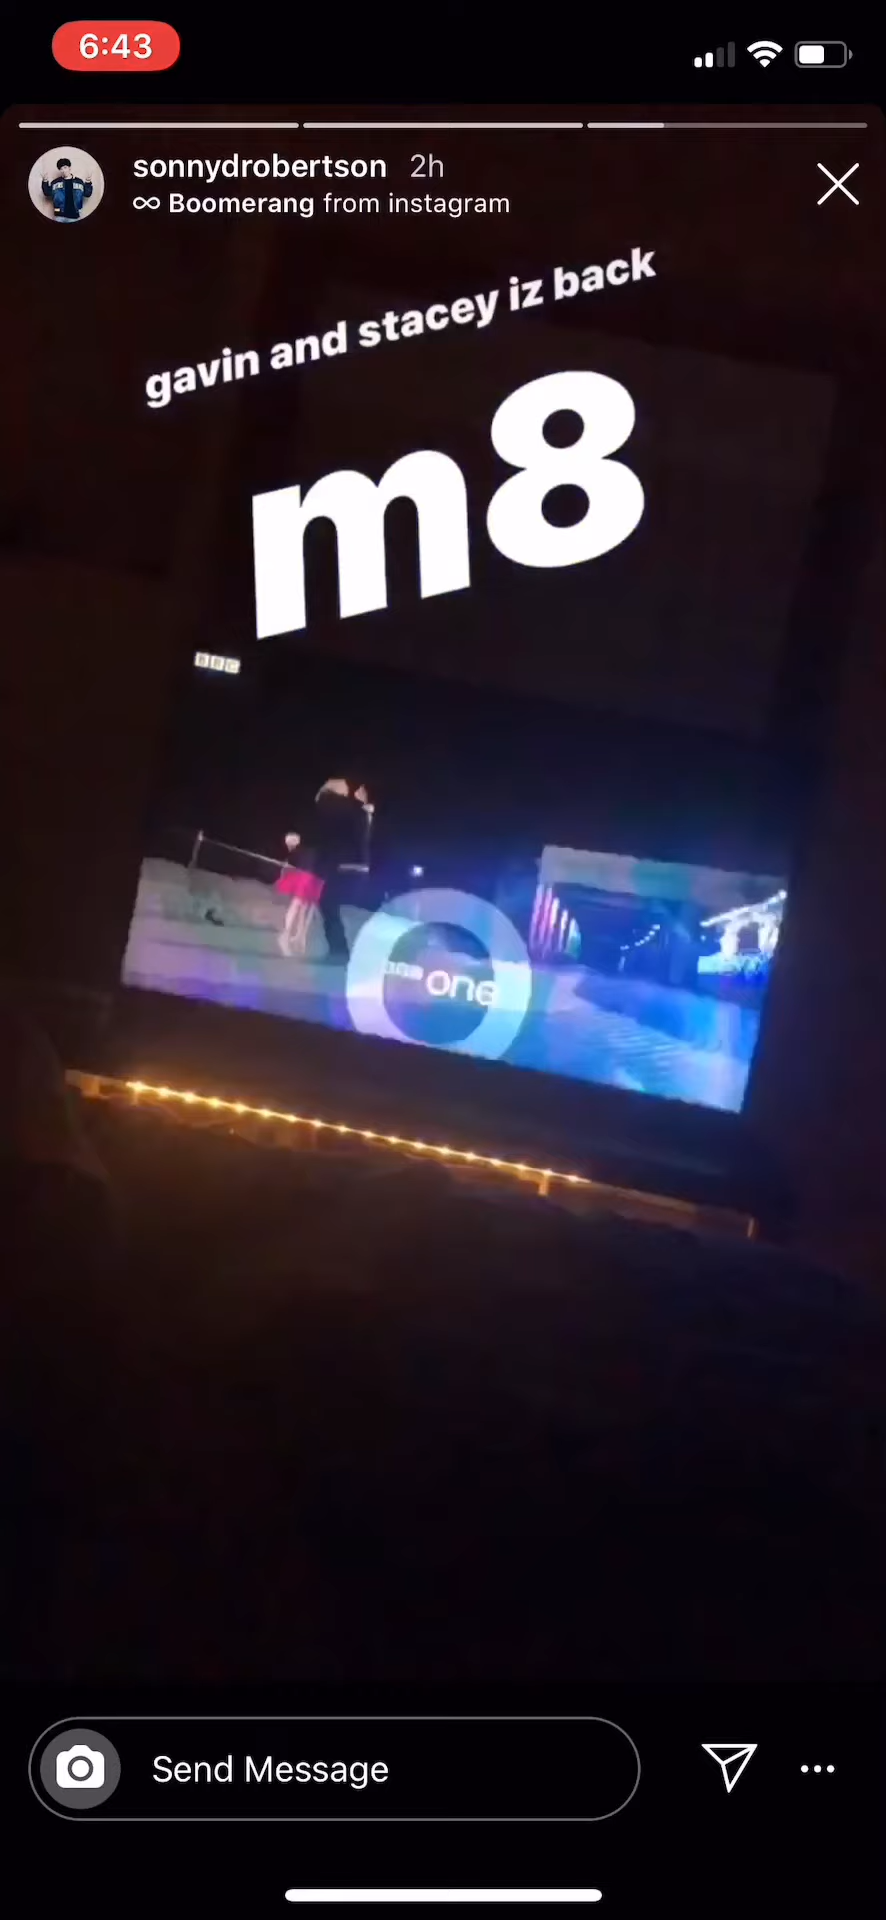 6:43
sonnydrobertson 2h
∞ Boomerang from instagram
gavin and stacey iz back
m8
BBC
BBC one
Send Message